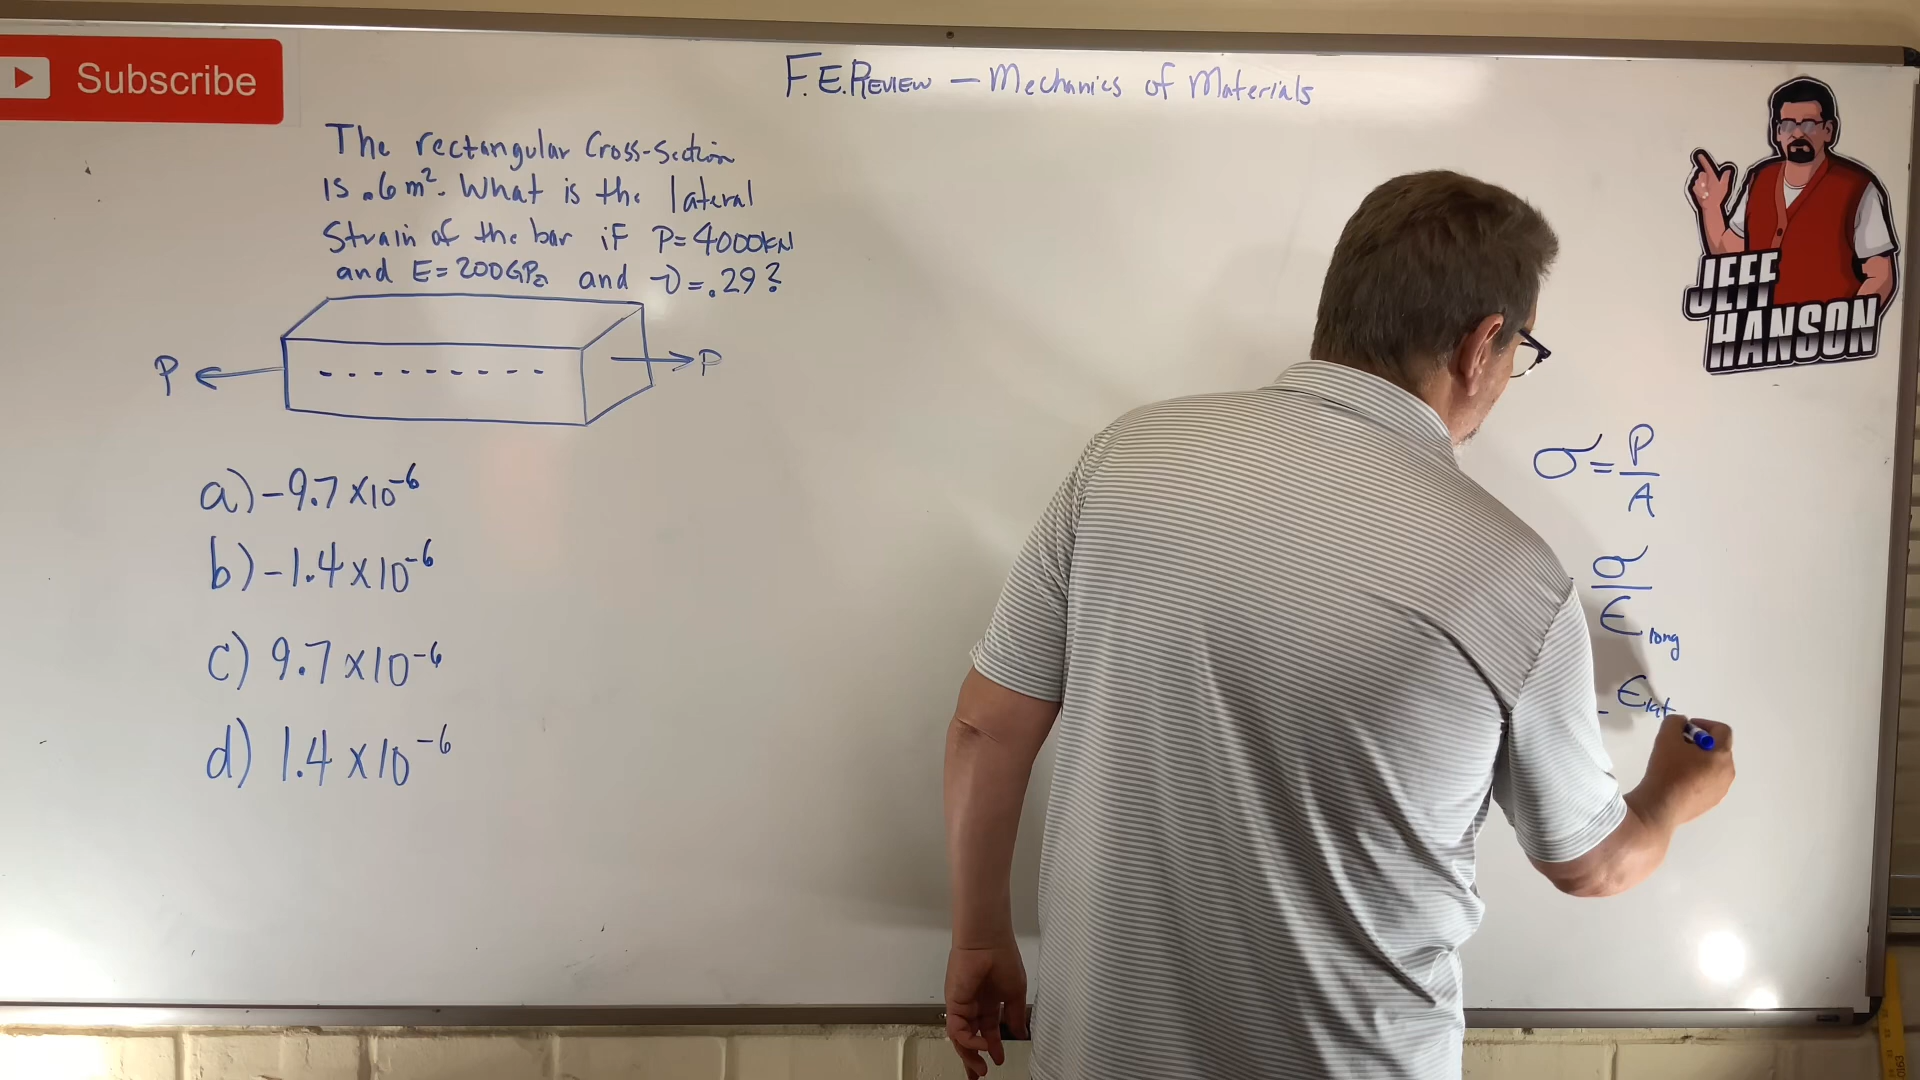 Subscribe
F.E. REVIEW — Mechanics of Materials
The rectangular Cross-section
is .6 m². What is the lateral
Strain of the bar if P=4000kN
and E=200GPa and ν=.29?
P
P
a) -9.7 x10⁻⁶
b) -1.4 x10⁻⁶
c) 9.7 x10⁻⁶
d) 1.4 x10⁻⁶
JEFF
HANSON
σ = P
A
σ
ϵ long
- ϵ lat